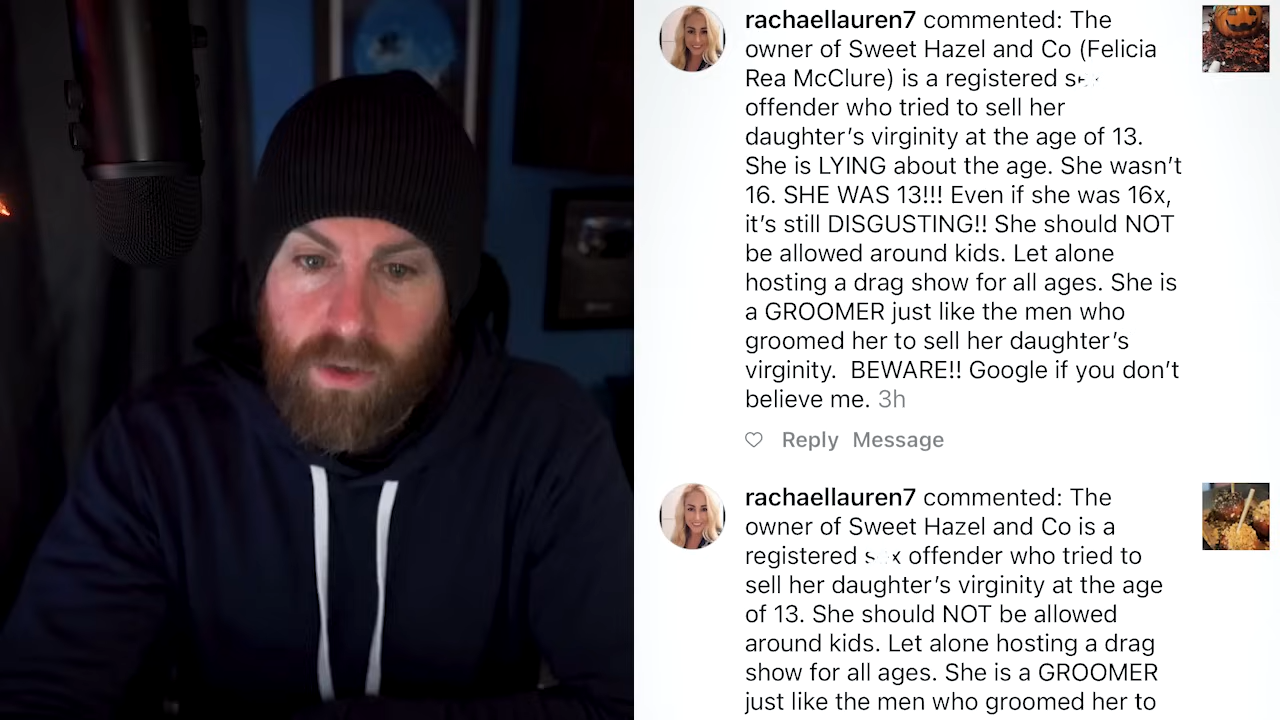 rachaellauren7 commented: The
owner of Sweet Hazel and Co (Felicia
Rea McClure) is a registered
offender who tried to sell her
daughter's virginity at the age of 13.
She is LYING about the age. She wasn't
16. SHE WAS 13!!! Even if she was 16x,
it's still DISGUSTING!! She should NOT
be allowed around kids. Let alone
hosting a drag show for all ages. She is
a GROOMER just like the men who
groomed her to sell her daughter's
virginity.  BEWARE!! Google if you don't
believe me. 3h
Reply Message
rachaellauren7 commented: The
owner of Sweet Hazel and Co is a
registered offender who tried to
sell her daughter's virginity at the age
of 13. She should NOT be allowed
around kids. Let alone hosting a drag
show for all ages. She is a GROOMER
just like the men who groomed her to